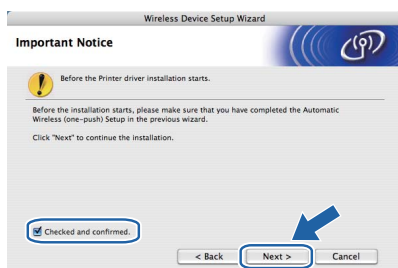 Wireless Device Setup Wizard
Important Notice
Before the Printer driver installation starts.
Before the installation starts, please make sure that you have completed the Automatic
Wireless (one-push) Setup in the previous wizard.
Click "Next" to continue the installation.
Checked and confirmed.
< Back Next > Cancel